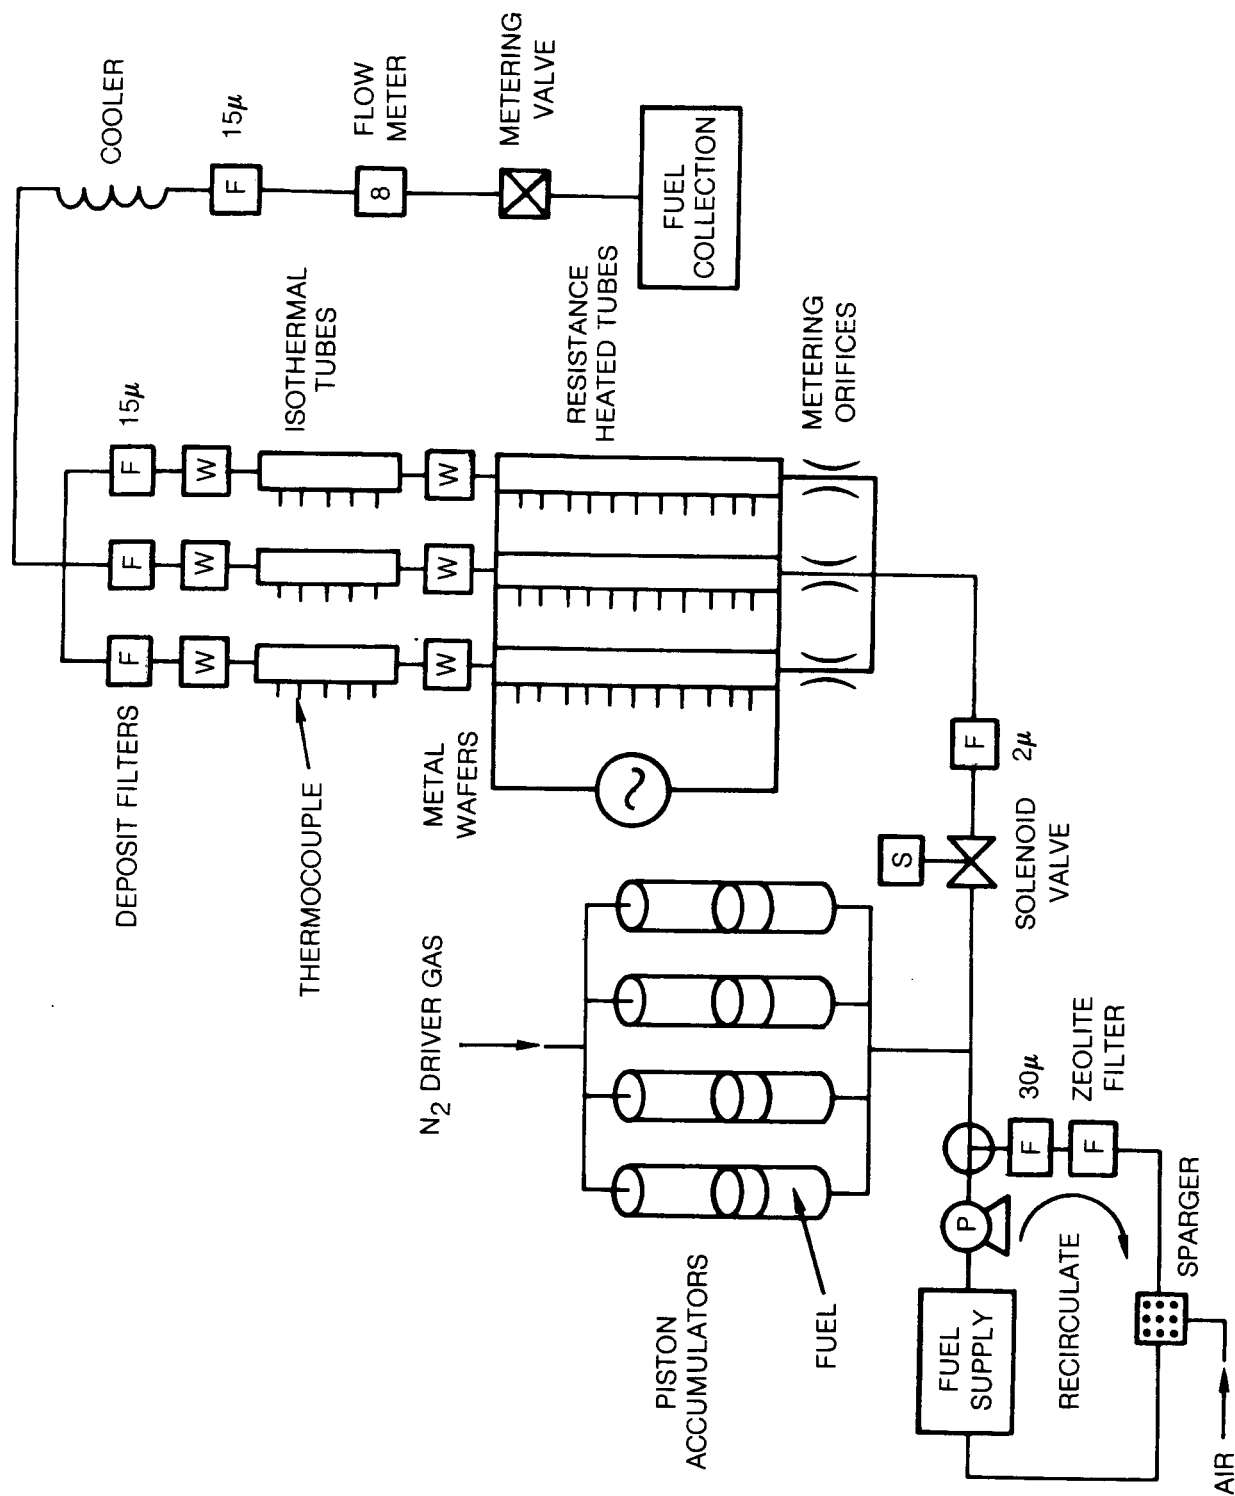 COOLER
15μ
F
FLOW
METER
8
METERING
VALVE
FUEL
COLLECTION
DEPOSIT FILTERS
F
F
F
15μ
W
W
W
THERMOCOUPLE
ISOTHERMAL
TUBES
METAL
WAFERS
W
W
W
RESISTANCE
HEATED TUBES
METERING
ORIFICES
N2 DRIVER GAS
PISTON
ACCUMULATORS
FUEL
S
SOLENOID
VALVE
F
2μ
FUEL
SUPPLY
P
RECIRCULATE
F
30μ
F
ZEOLITE
FILTER
SPARGER
AIR